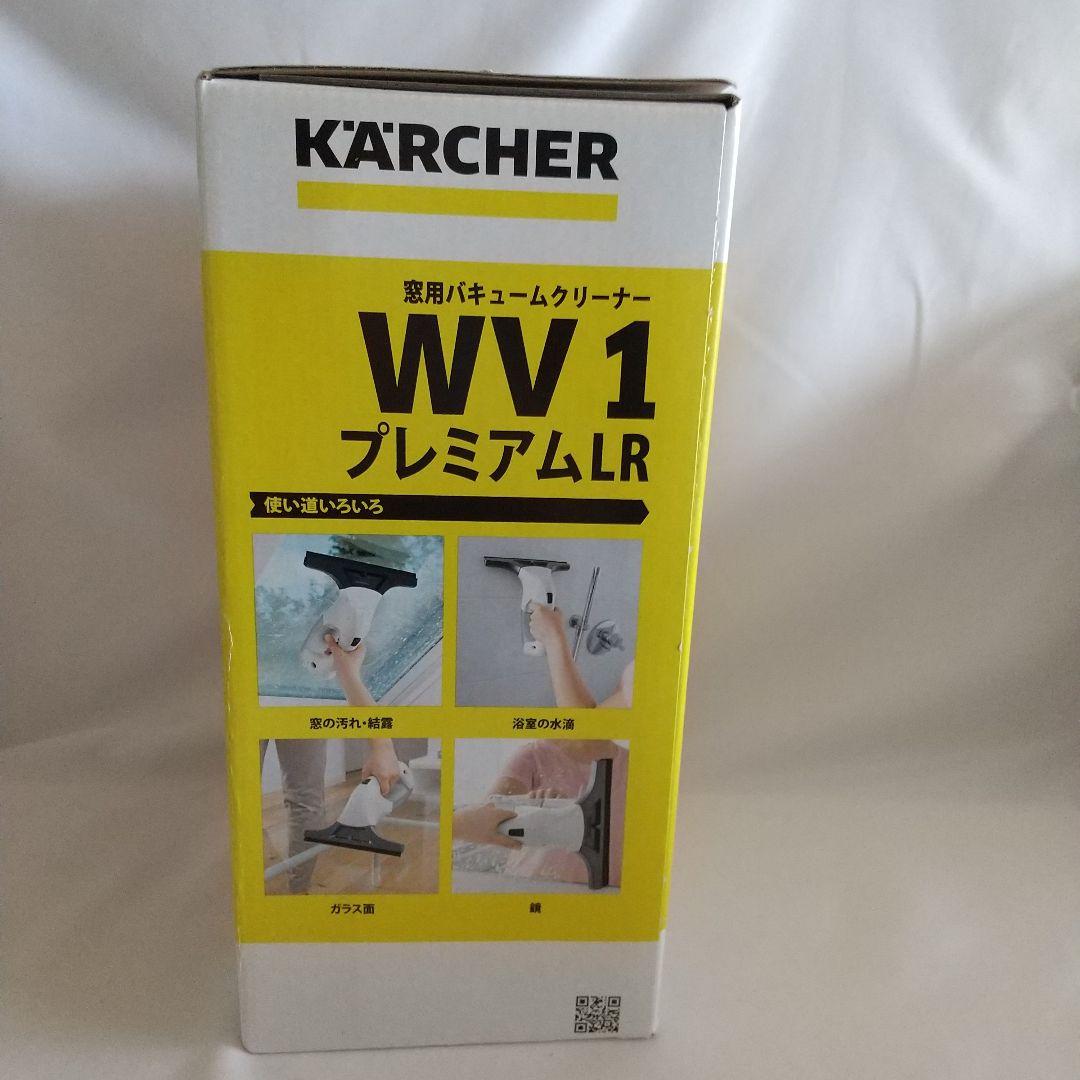 KÄRCHER
窓用バキュームクリーナー
WV 1
プレミアムLR
使い道いろいろ
窓の汚れ・結露
浴室の水滴
ガラス面
鏡